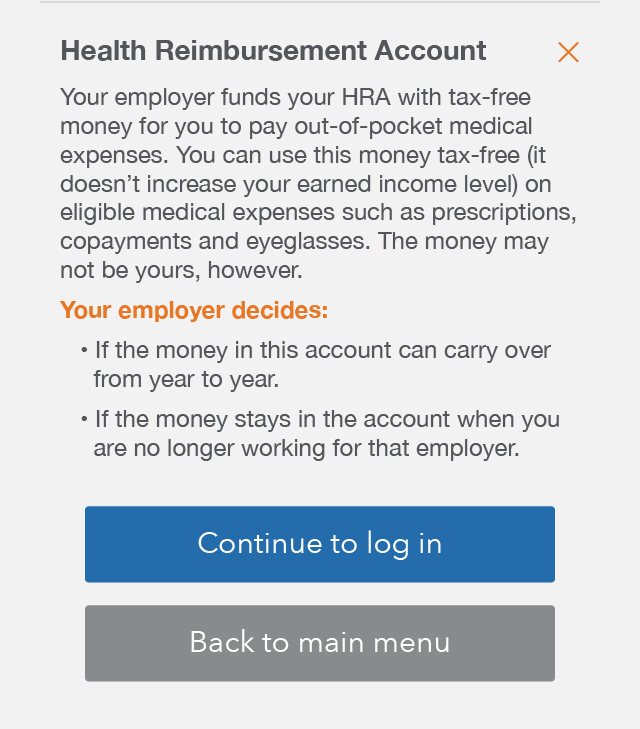 Health Reimbursement Account
Your employer funds your HRA with tax-free
money for you to pay out-of-pocket medical
expenses. You can use this money tax-free (it
doesn’t increase your earned income level) on
eligible medical expenses such as prescriptions,
copayments and eyeglasses. The money may
not be yours, however.
Your employer decides:
• If the money in this account can carry over
from year to year.
• If the money stays in the account when you
are no longer working for that employer.
Continue to log in
Back to main menu